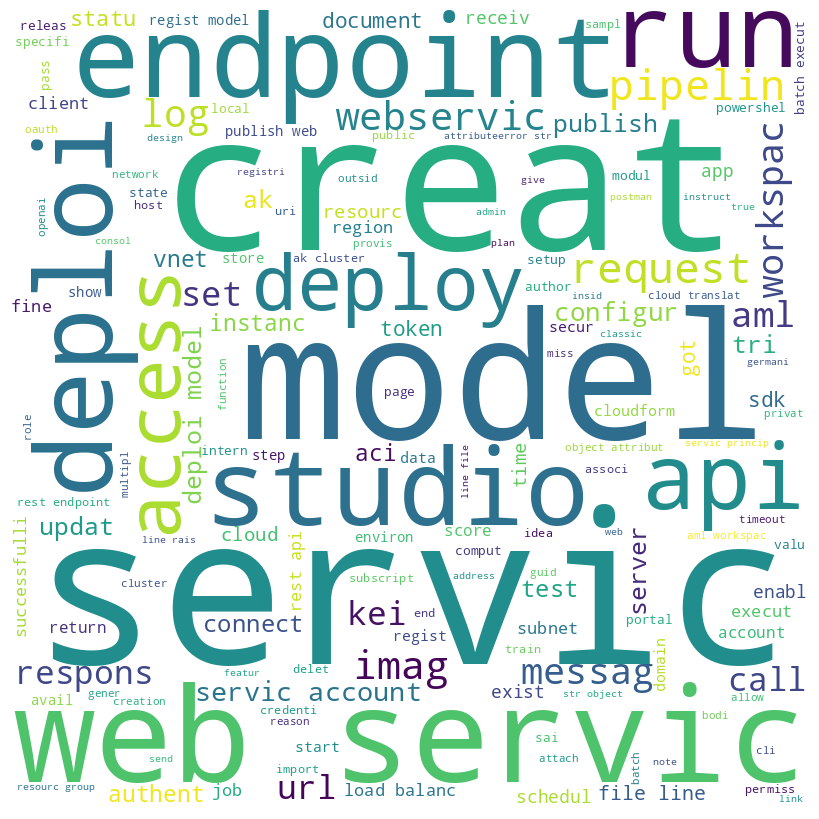 releas
statu
regist model
document
receiv
sampl
run
specifi
pass
endpoint
pipelin
batch execut
client
log
local
webservic
publish
powershel
oauth
publish web
design
public
attributeerror str
network
registri
creat
modul
app
state
host
ak
uri
outsid
resourc
region
give
admin
postman
instruct
true
workspac
openai
deploi
consol
vnet
store
ak cluster
provis
plan
setup
author
insid
request
cloud translat
show
fine
access
set
deploy
instanc
token
secur
configur
classic
aml
tri
germani
miss
got
model
page
deploi model
function
sdk
privat
cloudform
role
multipl
intern
step
aci
data
line file
studio
time
object attribut
servic princip
associ
api
rest endpoint
updat
line rais
cloud
environ
score
idea
web
timeout
aml workspac
valu
successfulli
cluster
rest api
subscript
comput
address
guid
test
server
enabl
servic
return
connect
kei
end
regist
train
subnet
portal
execut
account
respons
featur
delet
imag
messag
domain
call
avail
gener
creation
servic account
credenti
exist
str object
allow
reason
start
sai
bodi
web servic
send
import
attach
batch
note
cli
resourc group
authent
job
url
load balanc
schedul
file line
permiss
link